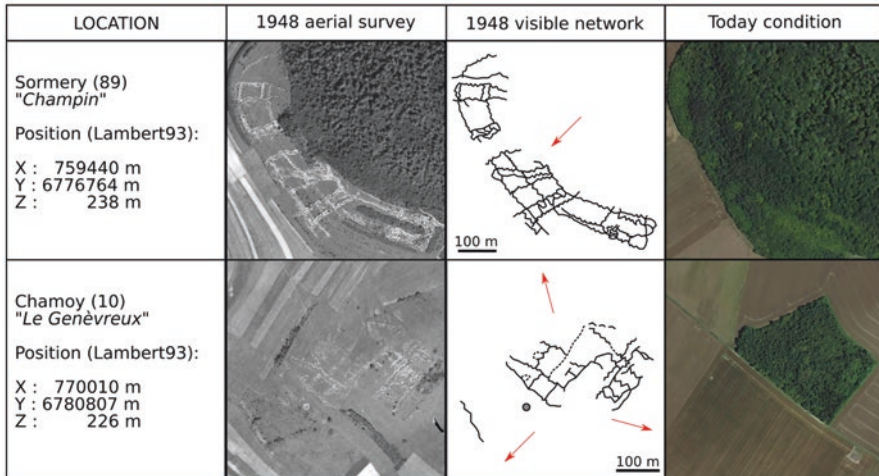 LOCATION
1948 aerial survey
1948 visible network
Today condition
Sormery (89)
"Champin"
Position (Lambert93):
X : 759440 m
Y : 6776764 m
Z : 238 m
100 m
Chamoy (10)
"Le Genèvreux"
Position (Lambert93):
X : 770010 m
Y : 6780807 m
Z : 226 m
100 m